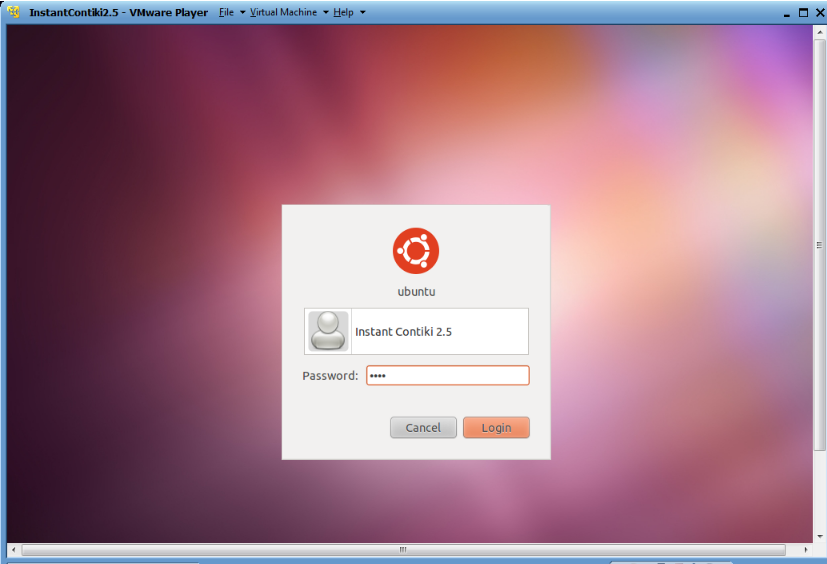 InstantContiki2.5 - VMware Player File Virtual Machine Help
ubuntu
Instant Contiki 2.5
Password: ••••
Cancel Login